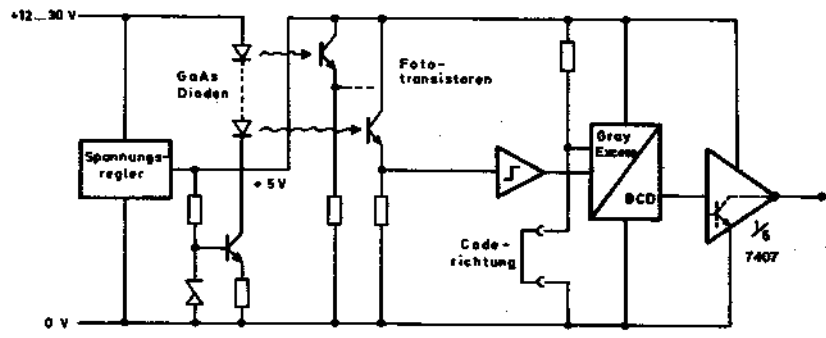 +12...30 V
GaAs
Dioden
Foto-
transistoren
Spannungs-
regler
+ 5 V
Gray
Excess
BCD
Code-
richtung
1/6
7407
0 V